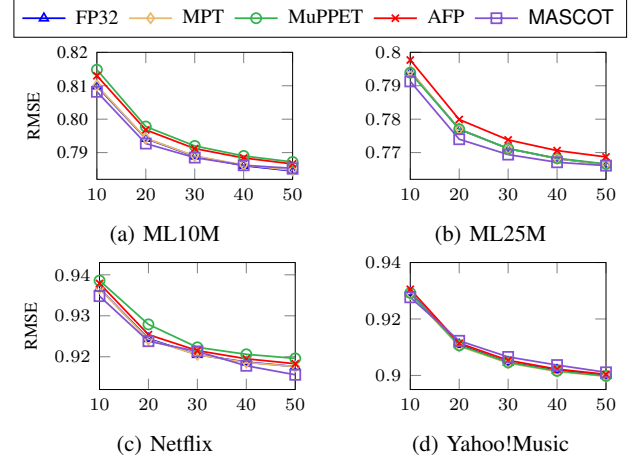 FP32 MPT MuPPET AFP MASCOT
0.82
0.81
0.80
0.79
RMSE
10 20 30 40 50
(a) ML10M
0.8
0.79
0.78
0.77
10 20 30 40 50
(b) ML25M
0.94
0.93
0.92
RMSE
10 20 30 40 50
(c) Netflix
0.94
0.92
0.9
10 20 30 40 50
(d) Yahoo!Music